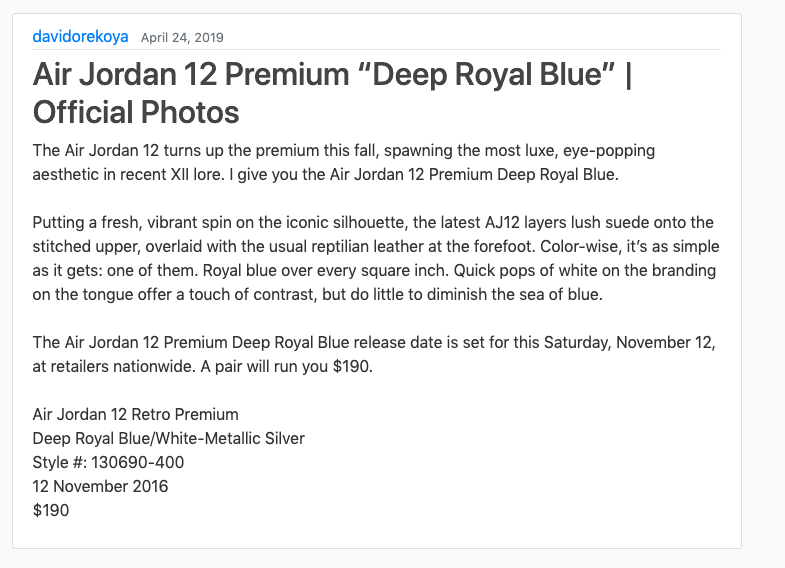 davidorekoya April 24, 2019
Air Jordan 12 Premium “Deep Royal Blue” |
Official Photos
The Air Jordan 12 turns up the premium this fall, spawning the most luxe, eye-popping
aesthetic in recent XII lore. I give you the Air Jordan 12 Premium Deep Royal Blue.
Putting a fresh, vibrant spin on the iconic silhouette, the latest AJ12 layers lush suede onto the
stitched upper, overlaid with the usual reptilian leather at the forefoot. Color-wise, it’s as simple
as it gets: one of them. Royal blue over every square inch. Quick pops of white on the branding
on the tongue offer a touch of contrast, but do little to diminish the sea of blue.
The Air Jordan 12 Premium Deep Royal Blue release date is set for this Saturday, November 12,
at retailers nationwide. A pair will run you $190.
Air Jordan 12 Retro Premium
Deep Royal Blue/White-Metallic Silver
Style #: 130690-400
12 November 2016
$190